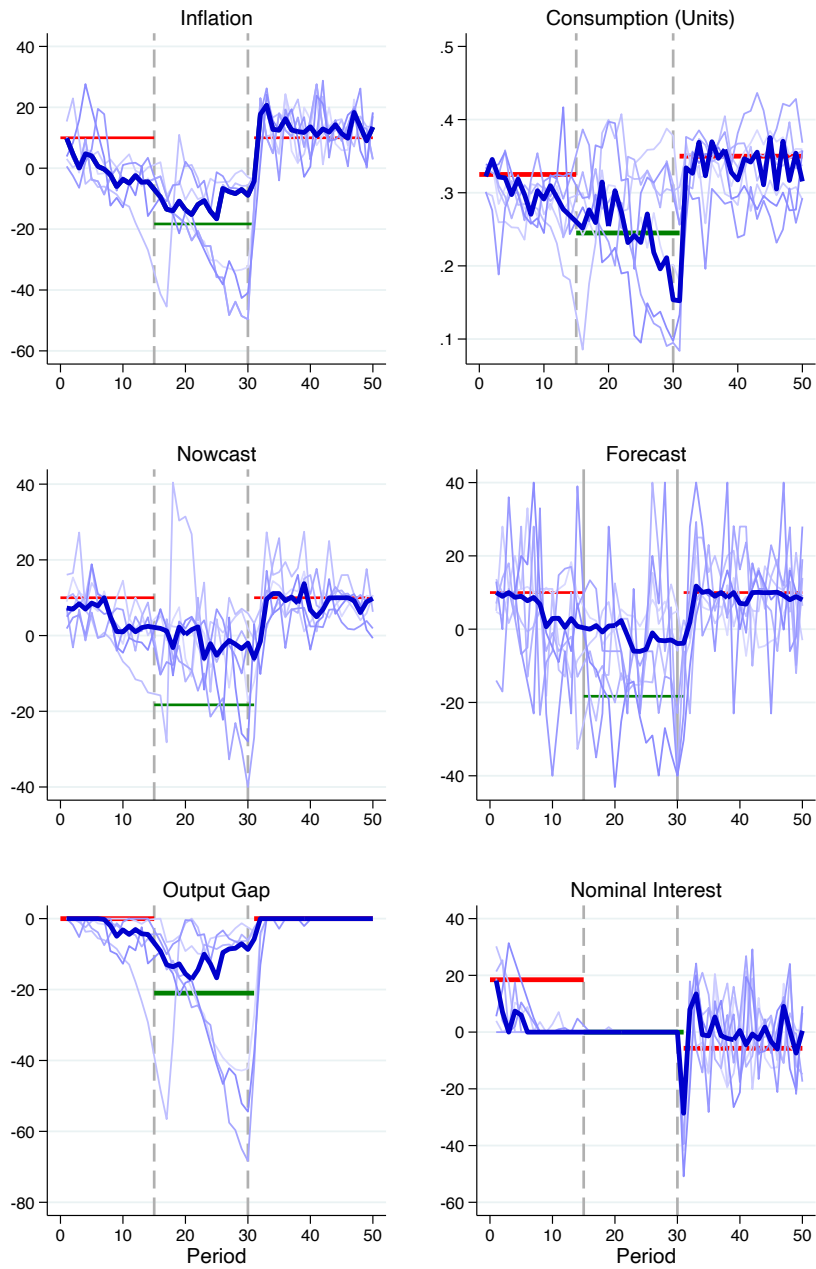 Inflation Consumption (Units)
40 .5
20 .4
0 .3
-20 .2
-40 .1
-60
0 10 20 30 40 50 0 10 20 30 40 50
Nowcast Forecast
40 40
20 20
0 0
-20 -20
-40 -40
0 10 20 30 40 50 0 10 20 30 40 50
Output Gap Nominal Interest
0 40
-20 20
-40 0
-60 -20
-80 -40
-60
0 10 20 30 40 50 0 10 20 30 40 50
Period Period